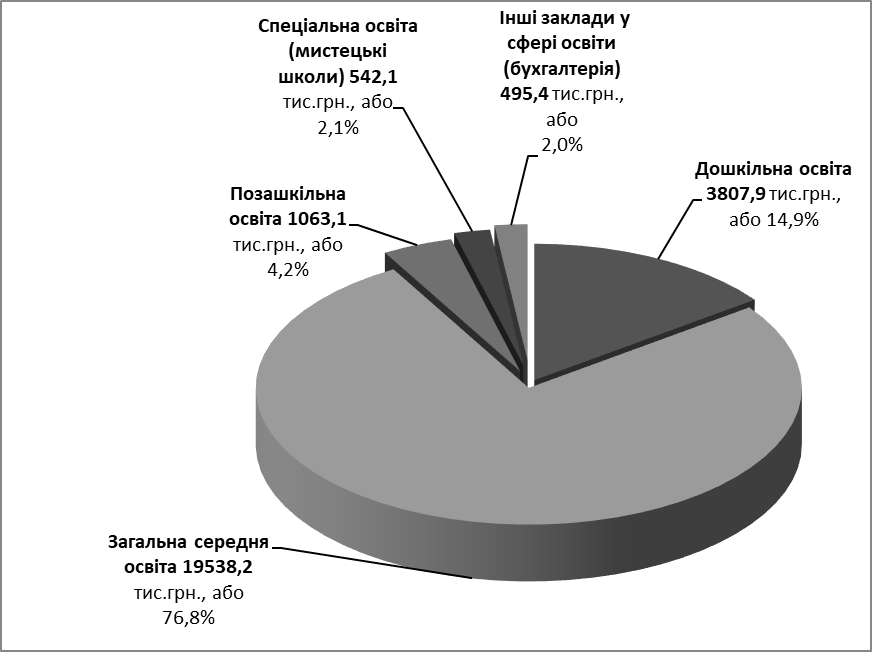 Спеціальна освіта
(мистецькі
школи) 542,1
тис.грн., або
2,1%
Інші заклади у
сфері освіти
(бухгалтерія)
495,4 тис.грн.,
або
2,0%
Дошкільна освіта
3807,9 тис.грн.,
або 14,9%
Позашкільна
освіта 1063,1
тис.грн., або
4,2%
Загальна середня
освіта 19538,2
тис.грн., або
76,8%